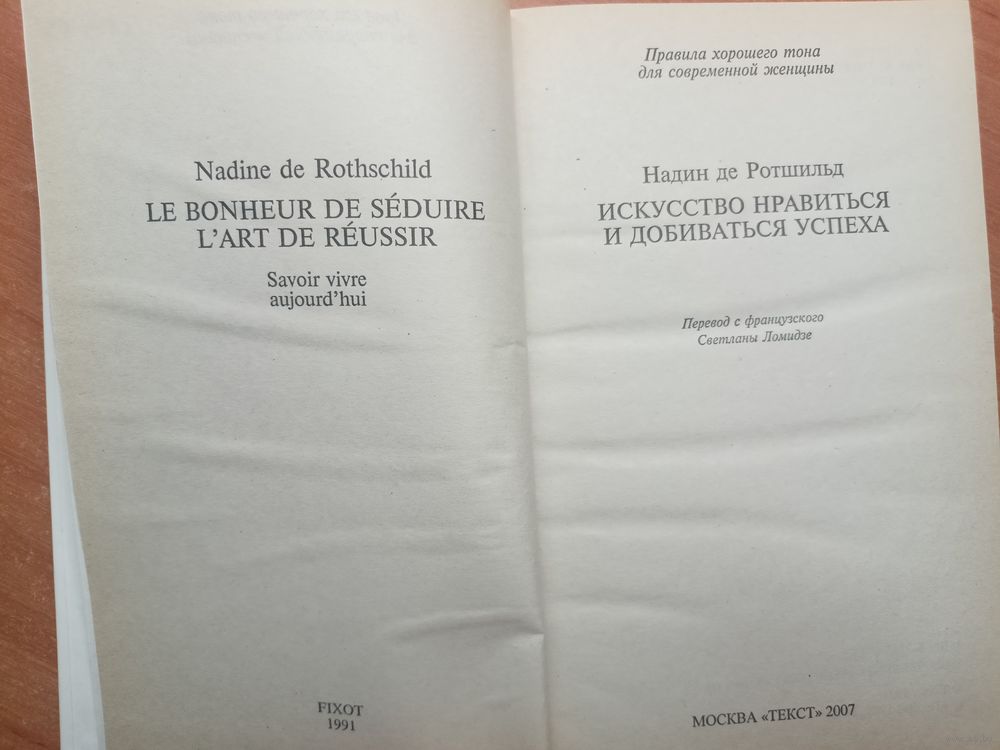 Nadine de Rothschild
LE BONHEUR DE SÉDUIRE
L'ART DE RÉUSSIR
Savoir vivre
aujourd'hui
FIXOT
1991
Правила хорошего тона
для современной женщины
Надин де Ротшильд
ИСКУССТВО НРАВИТЬСЯ
И ДОБИВАТЬСЯ УСПЕХА
Перевод с французского
Светланы Ломидзе
МОСКВА «ТЕКСТ» 2007